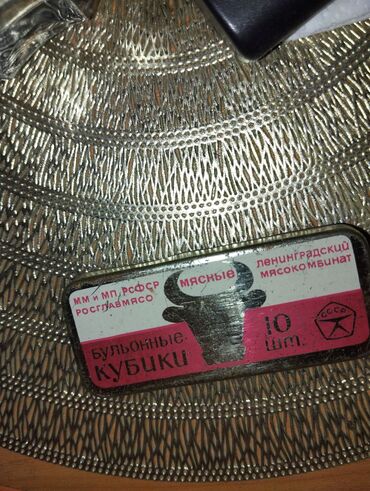 ММ и МП РСФСР
РОСГЛАВМЯСО
МЯСНЫЕ
ЛЕНИНГРАДСКИЙ
МЯСОКОМБИНАТ
БУЛЬОННЫЕ
КУБИКИ
10
ШТ.
СССР